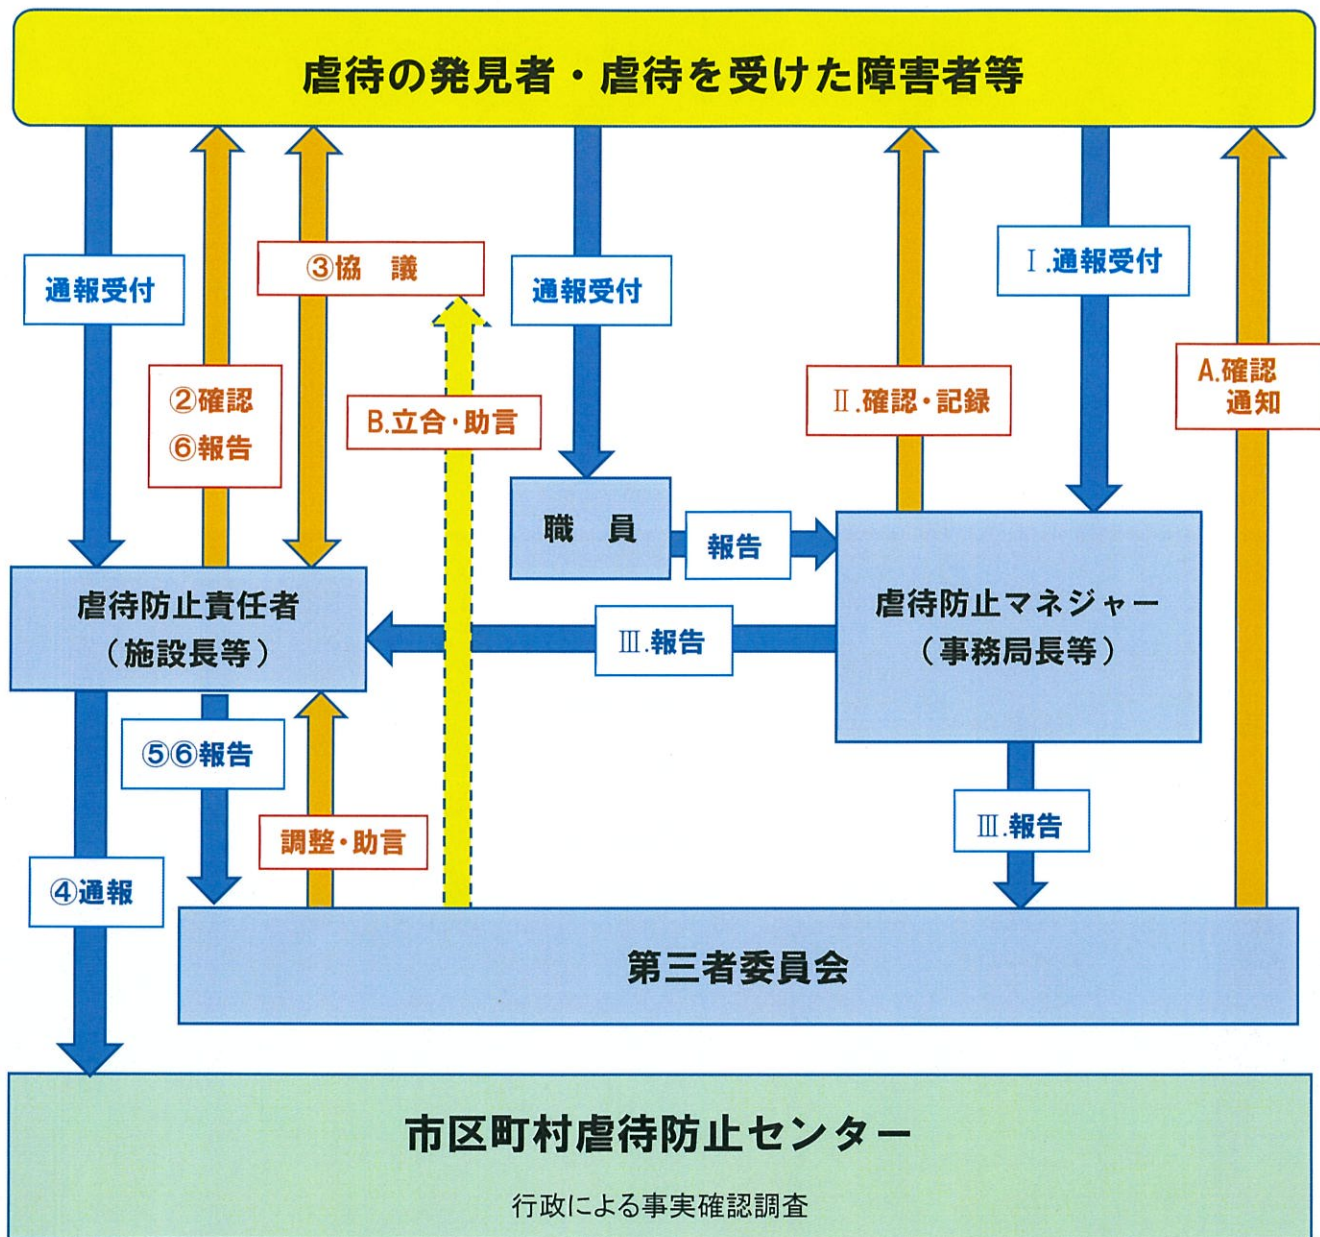 虐待の発見者・虐待を受けた障害者等
通報受付
②確認
⑥報告
③協　議
B.立合・助言
通報受付
Ⅱ.確認・記録
Ⅰ.通報受付
A.確認
通知
職　員
報告
虐待防止マネジャー
（事務局長等）
Ⅲ.報告
虐待防止責任者
（施設長等）
⑤⑥報告
調整・助言
④通報
Ⅲ.報告
第三者委員会
市区町村虐待防止センター
行政による事実確認調査